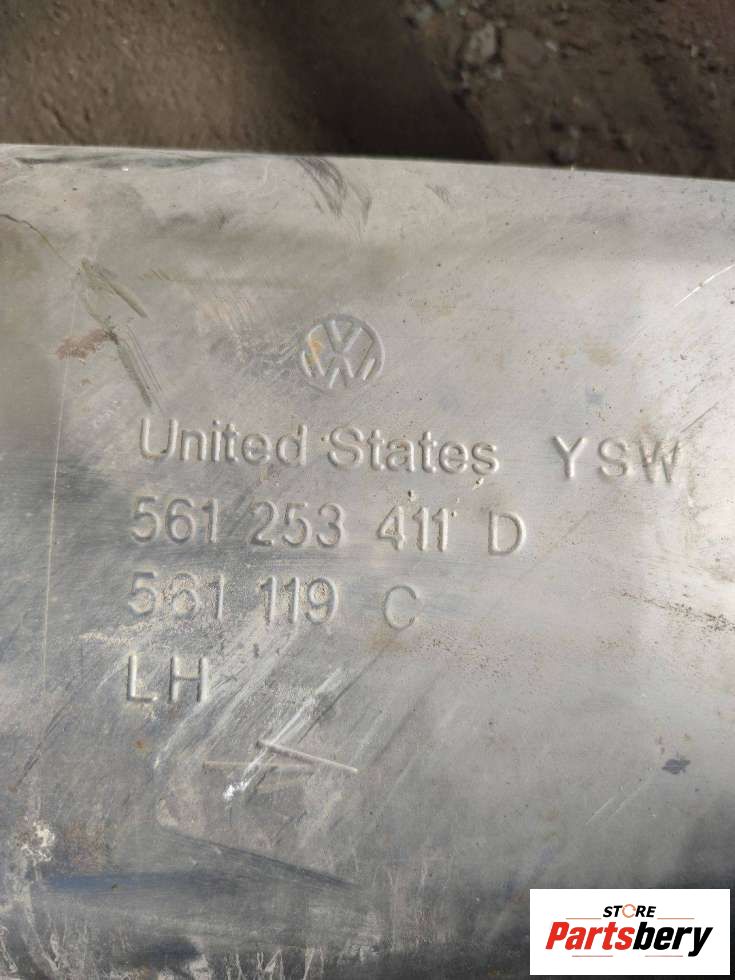 United States YSW
561 253 411 D
561 119 C
LH
STORE
Partsbery